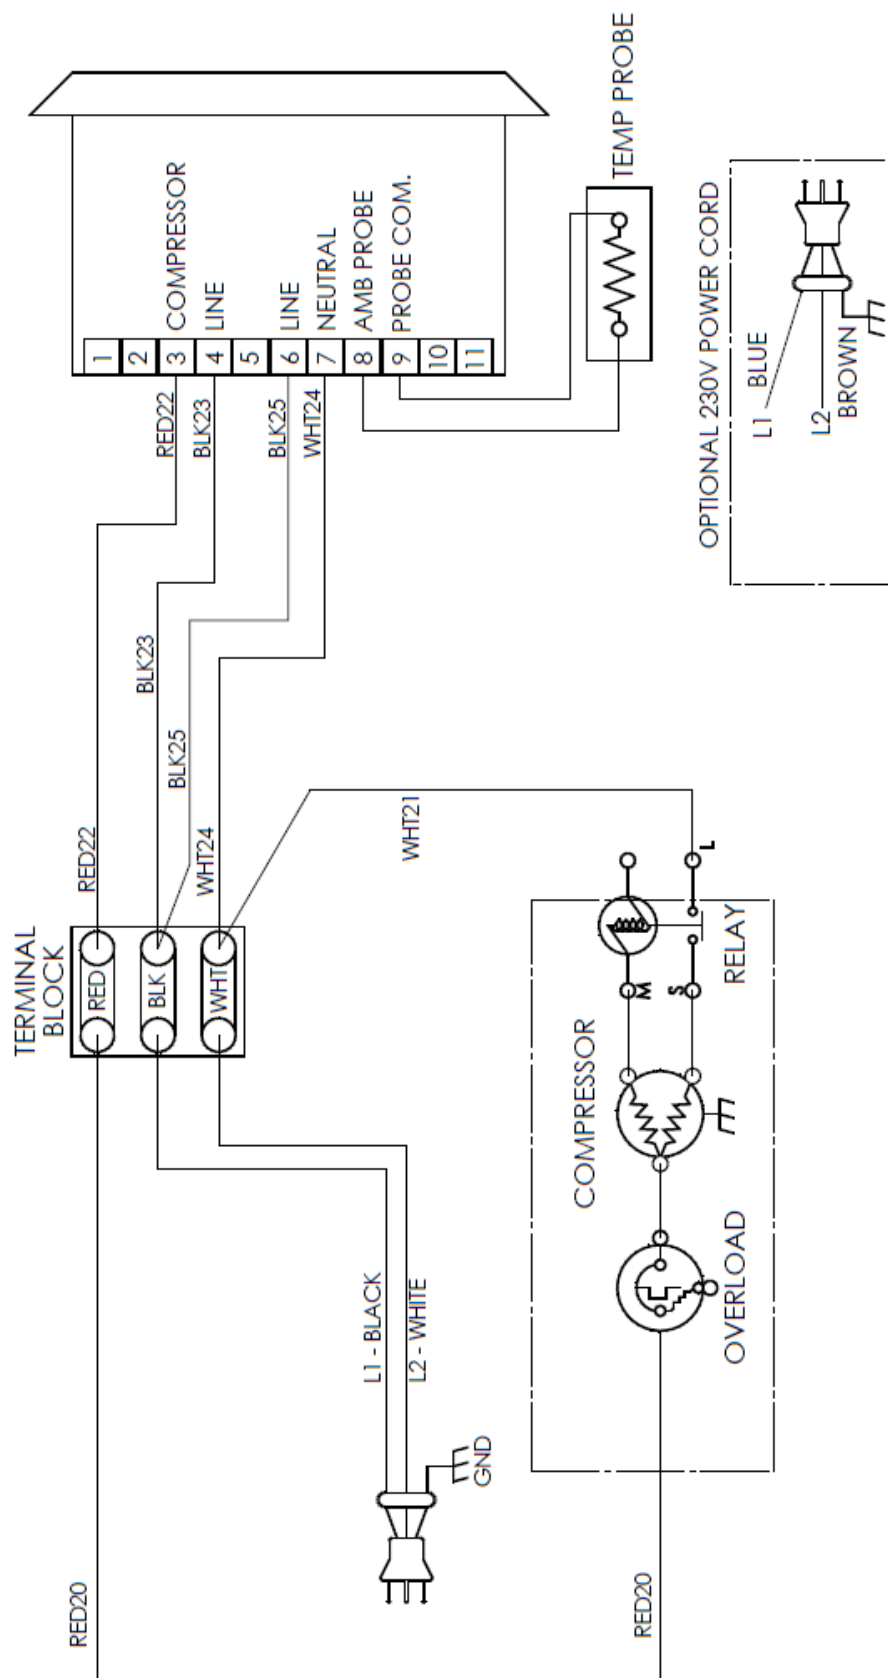 TERMINAL
BLOCK
RED
BLK
WHT
RED20
RED22
RED22
BLK23
BLK23
BLK25
BLK25
WHT24
WHT24
WHT21
1
2
3
4
5
6
7
8
9
10
11
COMPRESSOR
LINE
LINE
NEUTRAL
AMB PROBE
PROBE COM.
TEMP PROBE
L1 - BLACK
L2 - WHITE
GND
COMPRESSOR
M
S
L
RELAY
OVERLOAD
RED20
OPTIONAL 230V POWER CORD
L1 BLUE
L2
BROWN